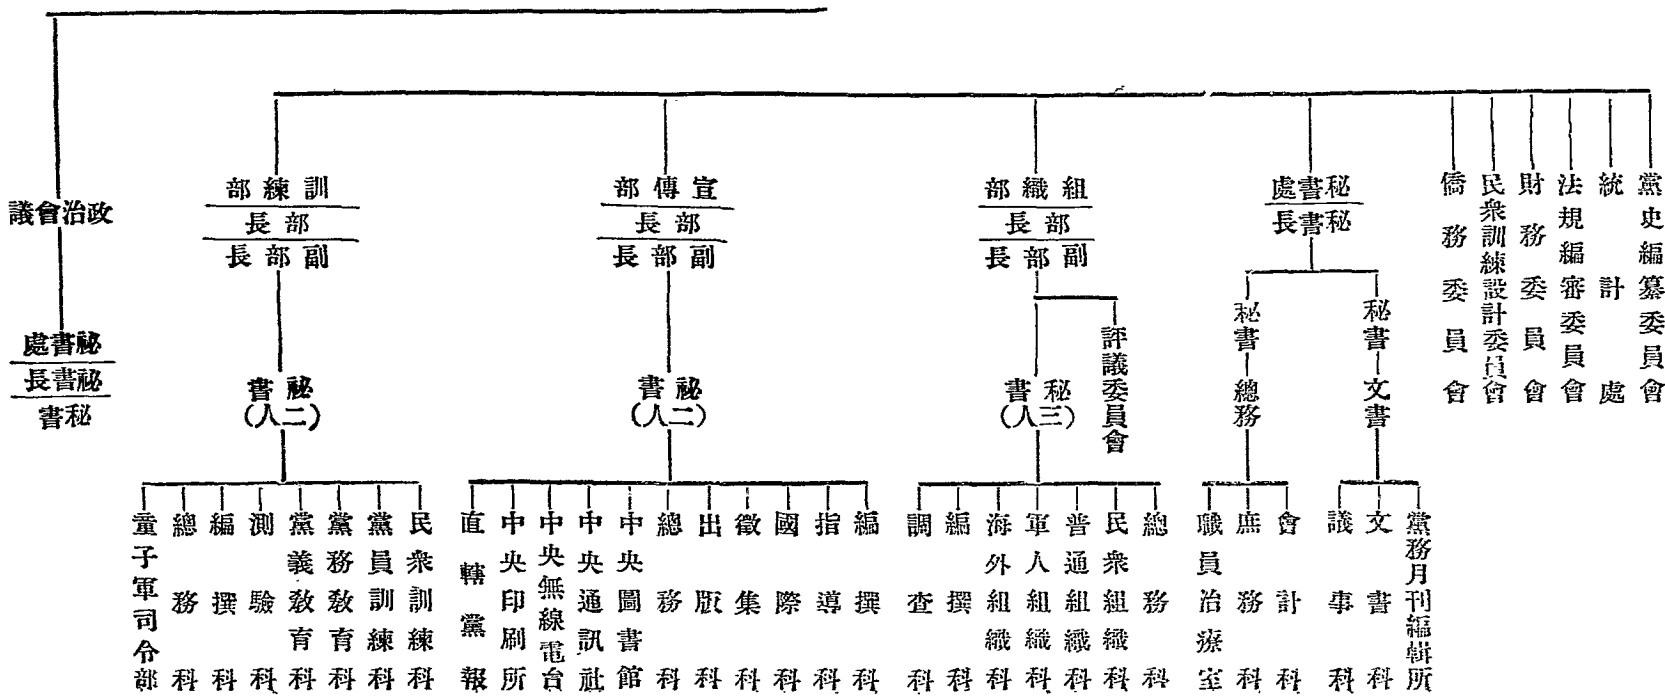 黨史編纂委員會
統計處
法規編審委員會
財務委員會
民衆訓練設計委員會
僑務委員會
秘書處
秘書長
秘書—文書
黨務月刊編輯所
文書科
議事科
秘書—總務
會計科
庶務科
職員治療室
組織部
部長
副部長
評議委員會
秘書
(三人)
總務科
民衆組織科
普通組織科
軍人組織科
海外組織科
編撰科
調查科
宣傳部
部長
副部長
祕書
(二人)
編撰科
指導科
國際科
徵集科
出版科
總務科
中央圖書館
中央通訊社
中央無線電台
中央印刷所
直轄黨報
訓練部
部長
副部長
祕書
(二人)
民衆訓練科
黨員訓練科
黨務教育科
黨義教育科
測驗科
編撰科
總務科
童子軍司令部
政治會議
祕書處
祕書長
秘書